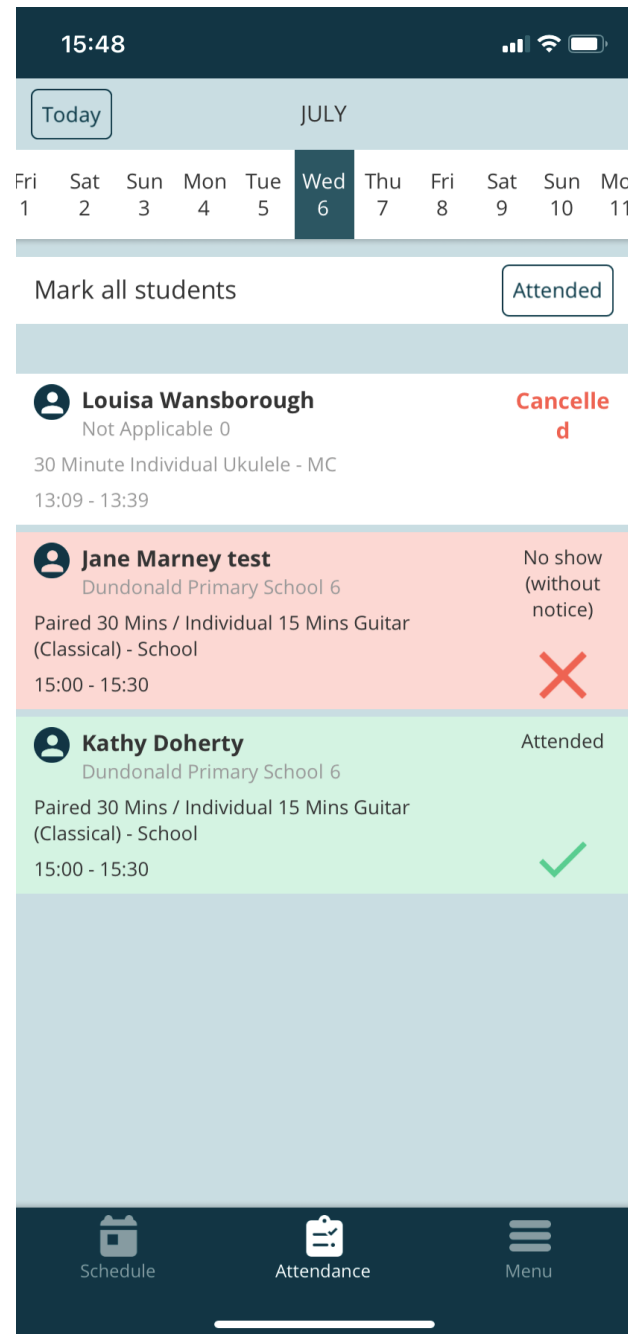 15:48
Today
JULY
Fri Sat Sun Mon Tue Wed Thu Fri Sat Sun Mo
1 2 3 4 5 6 7 8 9 10 11
Mark all students
Attended
Louisa Wansborough
Cancelle
d
Not Applicable 0
30 Minute Individual Ukulele - MC
13:09 - 13:39
Jane Marney test
No show
(without
notice)
Dundonald Primary School 6
Paired 30 Mins / Individual 15 Mins Guitar
(Classical) - School
15:00 - 15:30
Kathy Doherty
Attended
Dundonald Primary School 6
Paired 30 Mins / Individual 15 Mins Guitar
(Classical) - School
15:00 - 15:30
Schedule
Attendance
Menu